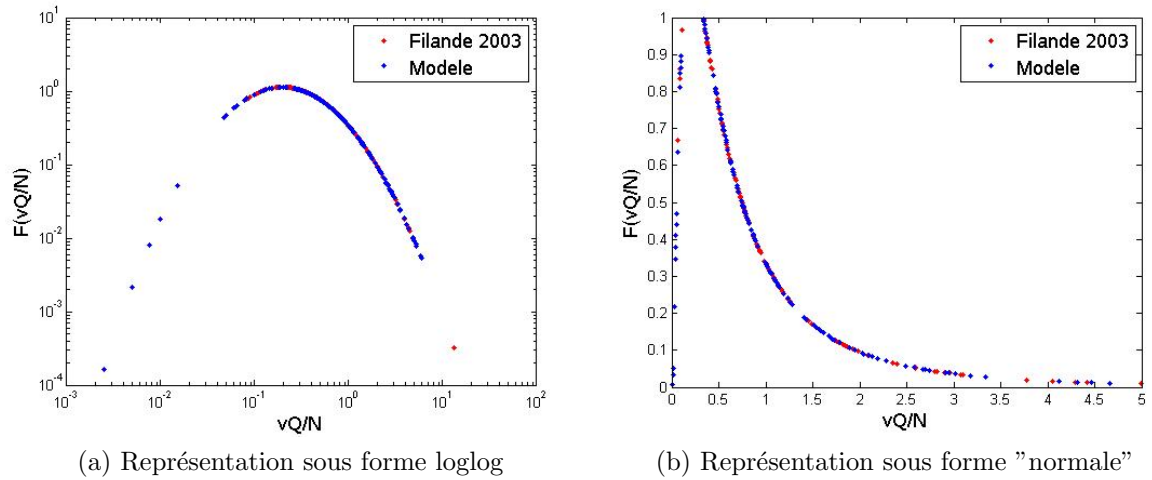 10^1
10^0
10^-1
10^-2
10^-3
10^-4
F(vQ/N)
10^-3 10^-2 10^-1 10^0 10^1 10^2
vQ/N
Filande 2003
Modele
(a) Représentation sous forme loglog
1
0.9
0.8
0.7
0.6
0.5
0.4
0.3
0.2
0.1
0
F(vQ/N)
0 0.5 1 1.5 2 2.5 3 3.5 4 4.5 5
vQ/N
Filande 2003
Modele
(b) Représentation sous forme ”normale”